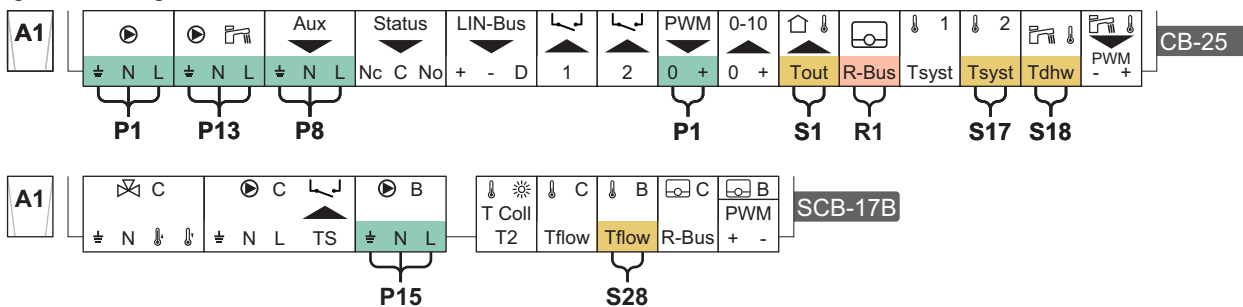 A1 Aux Status LIN-Bus PWM 0-10 1 2 CB-25
N L N L N L Nc C No + - D 1 2 0 + 0 + Tout R-Bus Tsyst Tsyst Tdhw PWM - +
P1 P13 P8 P1 S1 R1 S17 S18
A1 C C B C B C B SCB-17B
T Coll PWM
N N L TS N L T2 Tflow Tflow R-Bus + -
P15 S28